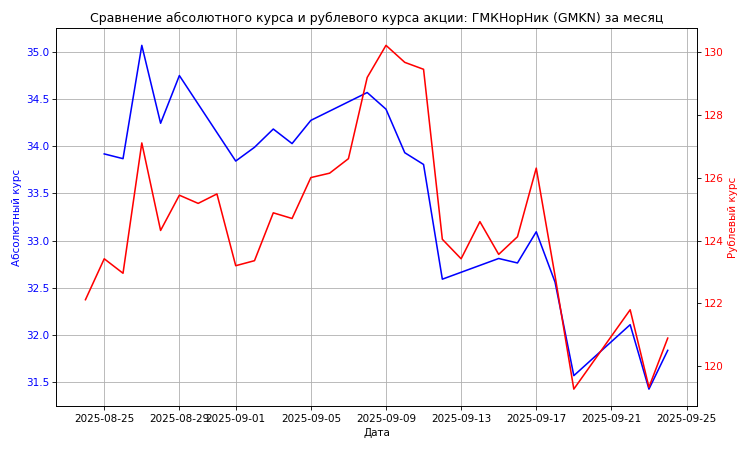 Сравнение абсолютного курса и рублевого курса акции: ГМКНорНик (GMKN) за месяц
35.0
34.5
34.0
33.5
33.0
32.5
32.0
31.5
Абсолютный курс
130
128
126
124
122
120
Рублевый курс
2025-08-25 2025-08-29 2025-09-01 2025-09-05 2025-09-09 2025-09-13 2025-09-17 2025-09-21 2025-09-25
Дата